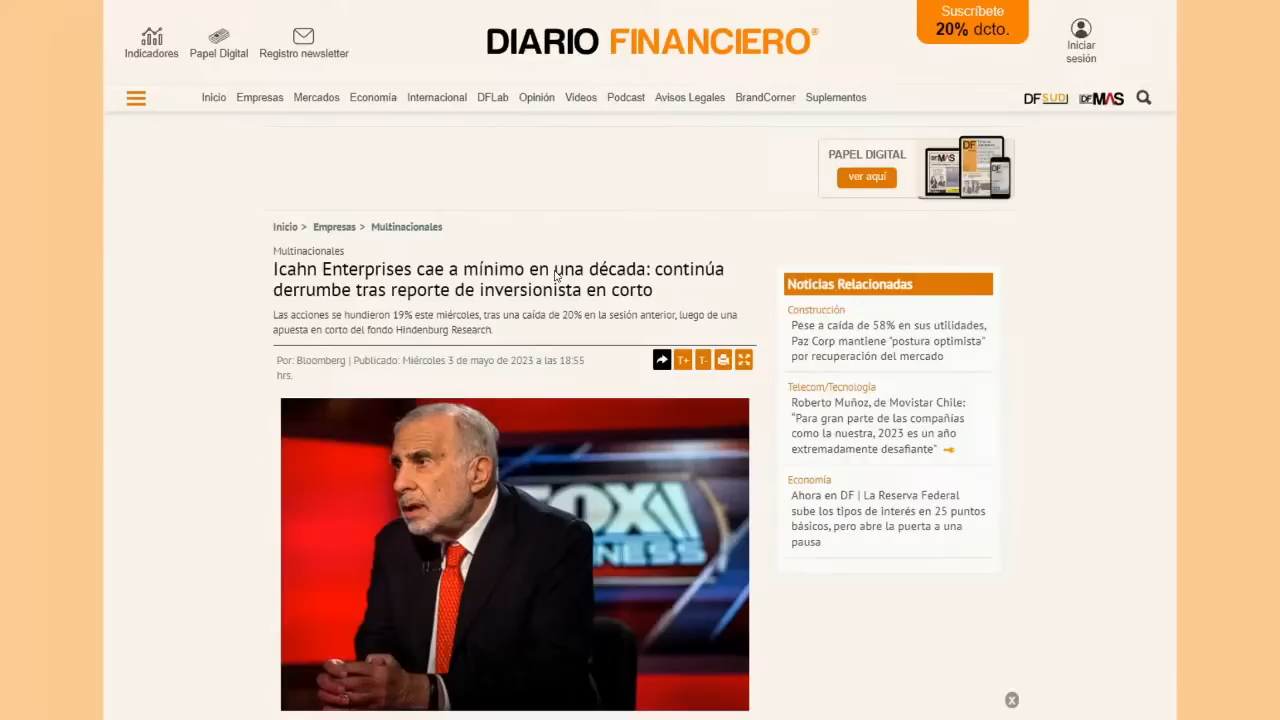 Suscríbete
20% dcto.
Indicadores
Papel Digital
Registro newsletter
DIARIO FINANCIERO®
Iniciar
sesión
Inicio
Empresas
Mercados
Economía
Internacional
DFLab
Opinión
Videos
Podcast
Avisos Legales
BrandCorner
Suplementos
DFSUD
DFMAS
PAPEL DIGITAL
ver aquí
Inicio > Empresas > Multinacionales
Multinacionales
Icahn Enterprises cae a mínimo en una década: continúa
derrumbe tras reporte de inversionista en corto
Las acciones se hundieron 19% este miércoles, tras una caída de 20% en la sesión anterior, luego de una
apuesta en corto del fondo Hindenburg Research.
Por: Bloomberg | Publicado: Miércoles 3 de mayo de 2023 a las 18:55
hrs.
T+
T-
FOX
NESS
Noticias Relacionadas
Construcción
Pese a caída de 58% en sus utilidades,
Paz Corp mantiene "postura optimista"
por recuperación del mercado
Telecom/Tecnología
Roberto Muñoz, de Movistar Chile:
“Para gran parte de las compañías
como la nuestra, 2023 es un año
extremadamente desafiante”
Economía
Ahora en DF | La Reserva Federal
sube los tipos de interés en 25 puntos
básicos, pero abre la puerta a una
pausa
x